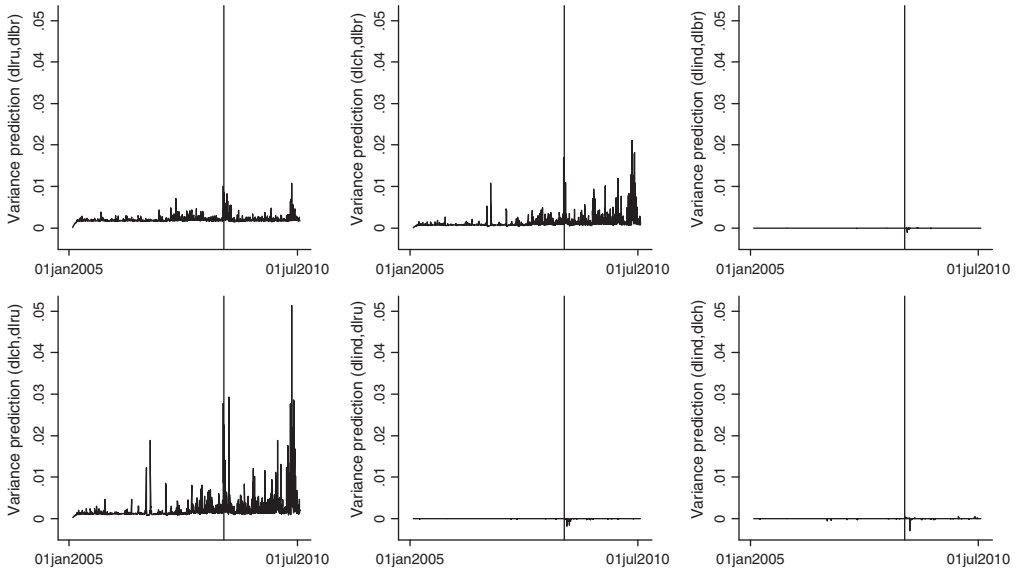 Variance prediction (dlru,dlbr)
.05
.04
.03
.02
.01
0
01jan2005
01jul2010
Variance prediction (dlch,dlbr)
.05
.04
.03
.02
.01
0
01jan2005
01jul2010
Variance prediction (dlind,dlbr)
.05
.04
.03
.02
.01
0
01jan2005
01jul2010
Variance prediction (dlch,dlru)
.05
.04
.03
.02
.01
0
01jan2005
01jul2010
Variance prediction (dlind,dlru)
.05
.04
.03
.02
.01
0
01jan2005
01jul2010
Variance prediction (dlind,dlch)
.05
.04
.03
.02
.01
0
01jan2005
01jul2010